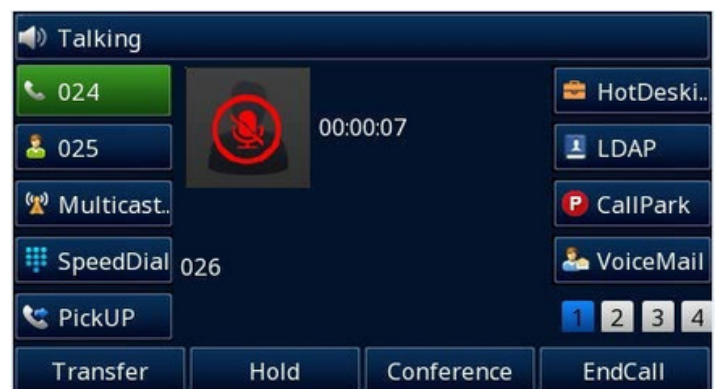 Talking
024
HotDeski..
00:00:07
025
LDAP
Multicast..
P CallPark
SpeedDial
026
VoiceMail
PickUP
1 2 3 4
Transfer Hold Conference EndCall